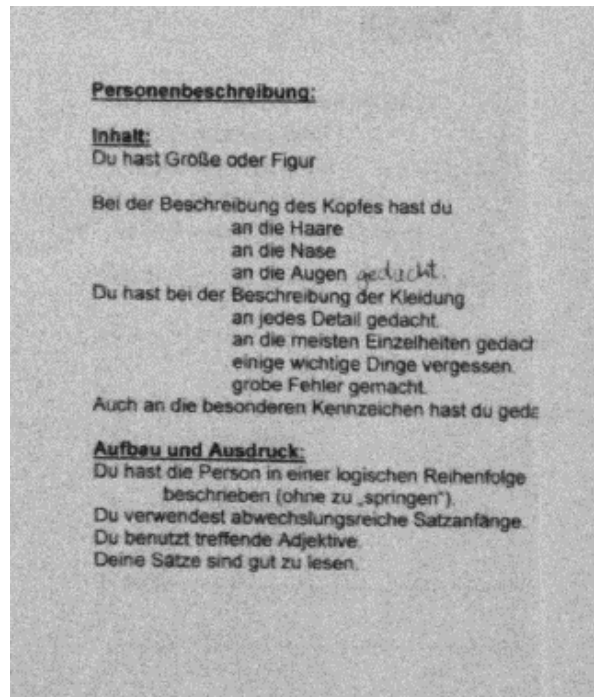 Personenbeschreibung:
Inhalt:
Du hast Größe oder Figur
Bei der Beschreibung des Kopfes hast du
an die Haare
an die Nase
an die Augen gedacht.
Du hast bei der Beschreibung der Kleidung
an jedes Detail gedacht.
an die meisten Einzelheiten gedach
einige wichtige Dinge vergessen.
grobe Fehler gemacht.
Auch an die besonderen Kennzeichen hast du geda
Aufbau und Ausdruck:
Du hast die Person in einer logischen Reihenfolge
beschrieben (ohne zu „springen“).
Du verwendest abwechslungsreiche Satzanfänge.
Du benutzt treffende Adjektive.
Deine Sätze sind gut zu lesen.